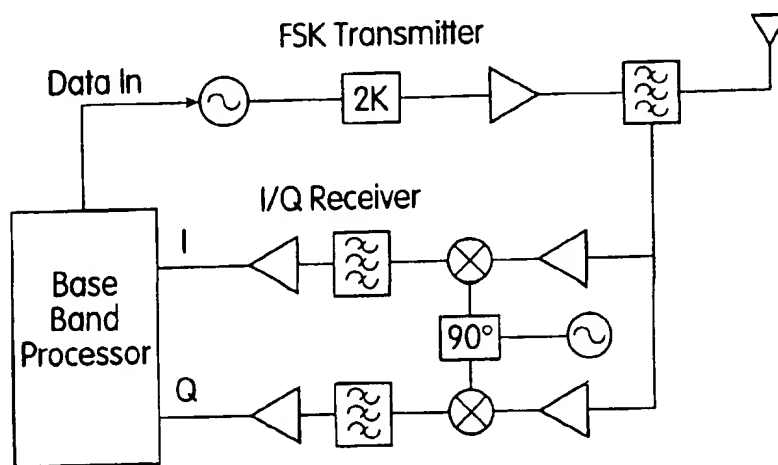 FSK Transmitter
Data In
2K
I/Q Receiver
I
Base
Band
Processor
90°
Q